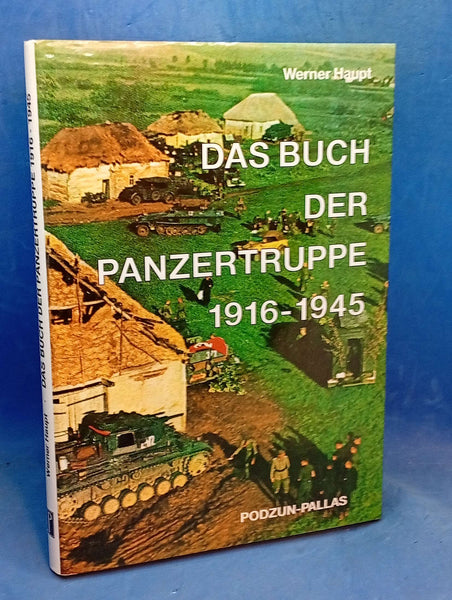 Werner Haupt
DAS BUCH
DER
PANZERTRUPPE
1916-1945
PODZUN-PALLAS
Werner Haupt DAS BUCH DER PANZERTRUPPE 1916-1945